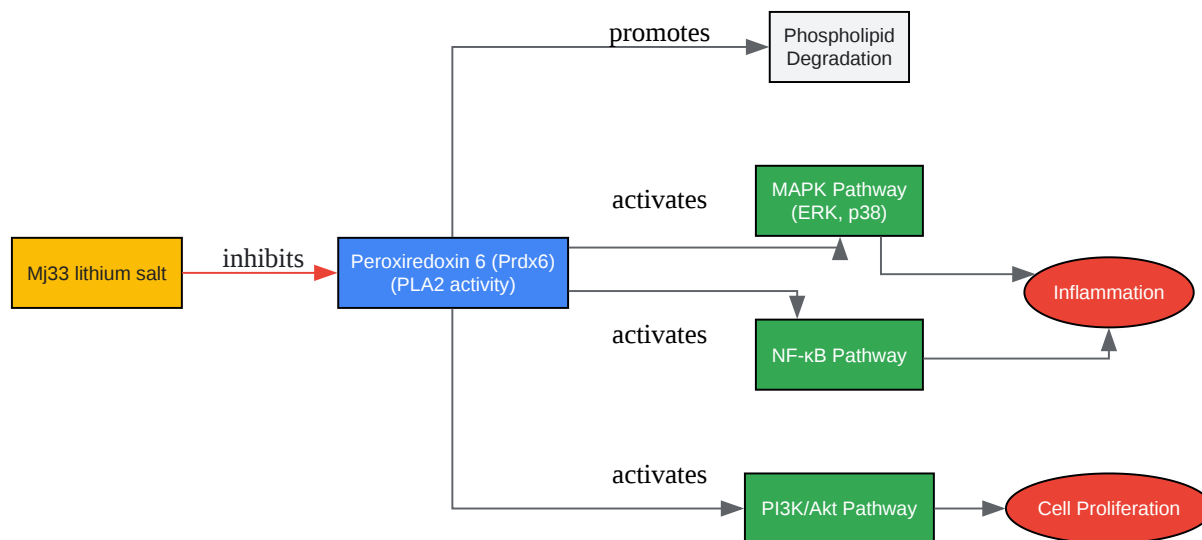 promotes
Phospholipid
Degradation
activates
MAPK Pathway
(ERK, p38)
Mj33 lithium salt
inhibits
Peroxiredoxin 6 (Prdx6)
(PLA2 activity)
Inflammation
activates
NF-κB Pathway
activates
PI3K/Akt Pathway
Cell Proliferation